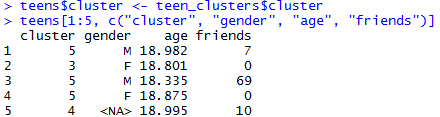 > teens$cluster <- teen_clusters$cluster
> teens[1:5, c("cluster", "gender", "age", "friends")]
  cluster gender    age friends
1       5      M 18.982       7
2       3      F 18.801       0
3       5      M 18.335      69
4       5      F 18.875       0
5       4   <NA> 18.995      10